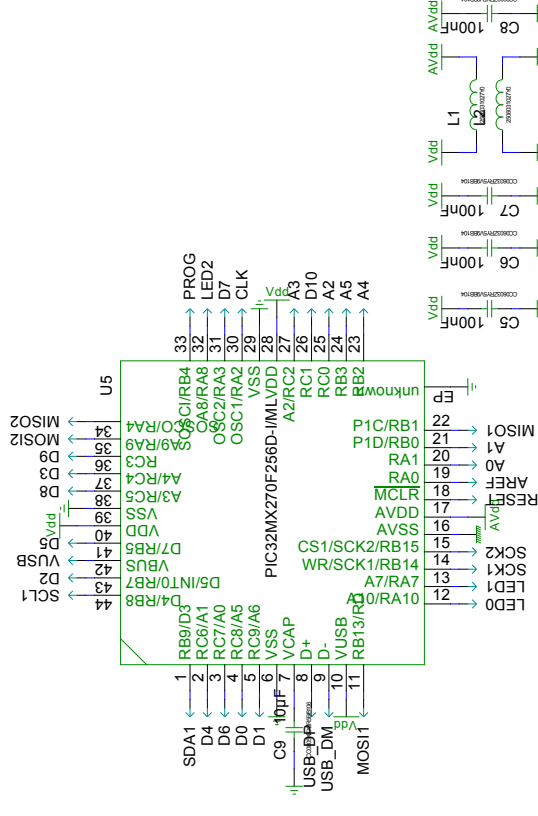 AVdd
100nF
C8
AVdd
L1
L2
Vdd
Vdd
100nF
C7
Vdd
100nF
C6
Vdd
100nF
C5
U5
PIC32MX270F256D-I/ML
33
PROG
SOSCI/RB4
32
LED2
A8/RA8
31
D7
OSC2/RA3
30
CLK
OSC1/RA2
29
VSS
28
Vdd
VDD
27
A3
A2/RC2
26
D10
RC1
25
A2
RC0
24
A5
RB3
23
A4
RB2
unknown
EP
P1C/RB1
22
MISO1
P1D/RB0
21
A1
RA1
20
A0
RA0
19
AREF
MCLR
18
RESET
AVDD
17
AVdd
AVSS
16
CS1/SCK2/RB15
15
SCK2
WR/SCK1/RB14
14
SCK1
A7/RA7
13
LED1
A10/RA10
12
LED0
MISO2
34
SOSCO/RA4
MOSI2
35
A9/RA9
D9
36
RC3
D3
37
A4/RC4
D8
38
A3/RC5
39
VSS
Vdd
40
VDD
D5
41
D7/RB5
VUSB
42
VBUS
D2
43
D5/INT0/RB7
SCL1
44
D4/RB8
RB9/D3
1
SDA1
RC6/A1
2
D4
RC7/A0
3
D6
RC8/A5
4
D0
RC9/A6
5
D1
VSS
6
VCAP
7
C9
10µF
D+
8
USB_DP
D-
9
USB_DM
VUSB
10
Vdd
RB13/RD
11
MOSI1